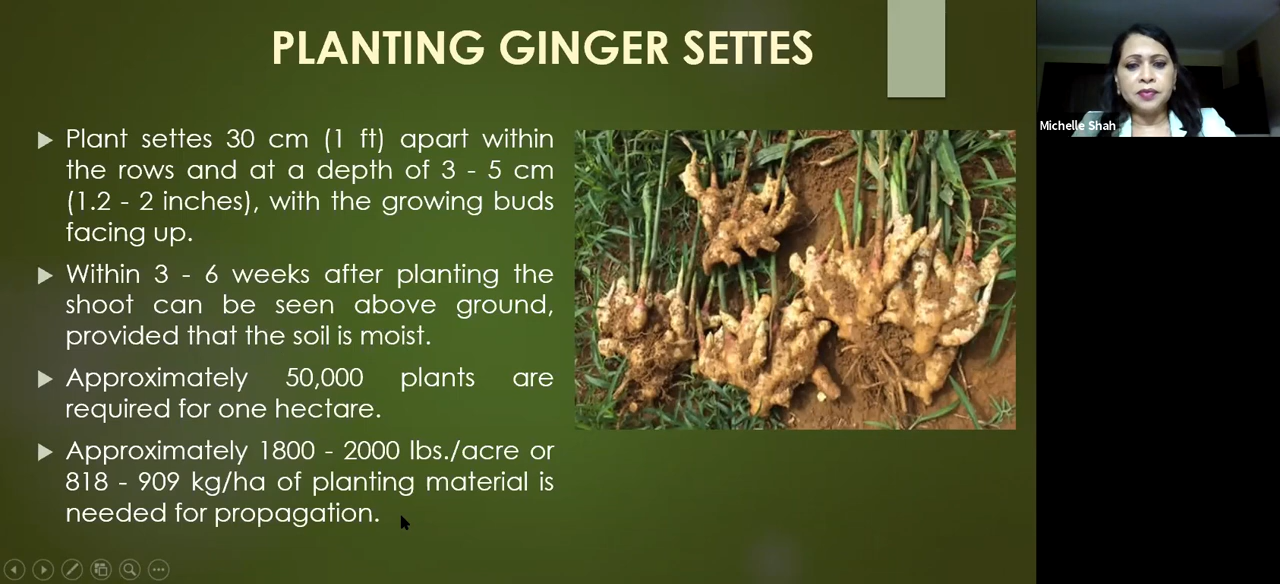 PLANTING GINGER SETTES
Plant settes 30 cm (1 ft) apart within
the rows and at a depth of 3 - 5 cm
(1.2 - 2 inches), with the growing buds
facing up.
Within 3 - 6 weeks after planting the
shoot can be seen above ground,
provided that the soil is moist.
Approximately 50,000 plants are
required for one hectare.
Approximately 1800 - 2000 lbs./acre or
818 - 909 kg/ha of planting material is
needed for propagation.
Michelle Shah